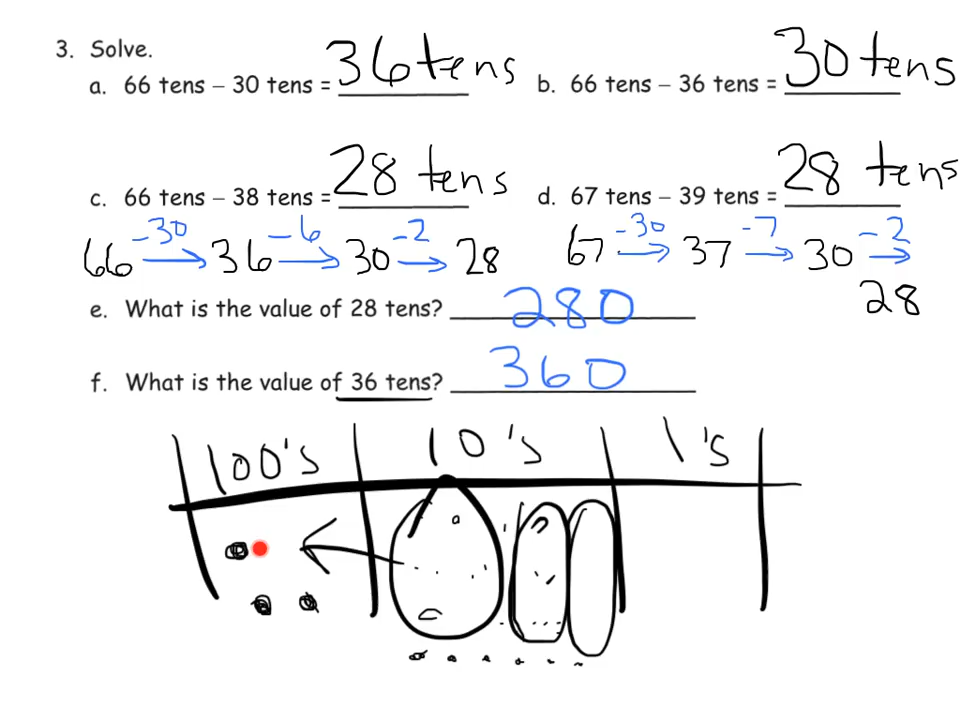 3. Solve.
a. 66 tens – 30 tens = 36 tens
b. 66 tens – 36 tens = 30 tens
c. 66 tens – 38 tens = 28 tens
d. 67 tens – 39 tens = 28 tens
-30 -6 -2
66 → 36 → 30 → 28
-30 -7 -2
67 → 37 → 30 →
28
e. What is the value of 28 tens? 280
f. What is the value of 36 tens? 360
100's 10's 1's